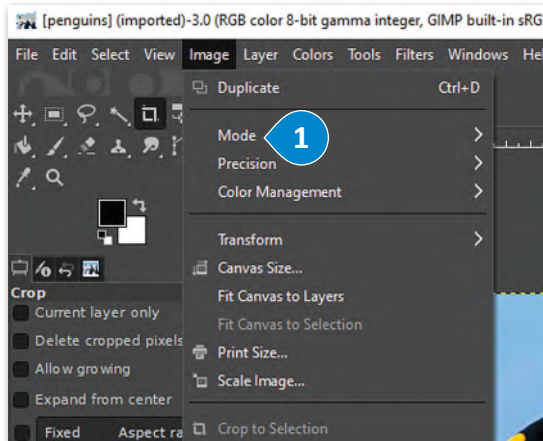 [penguins] (imported)-3.0 (RGB color 8-bit gamma integer, GIMP built-in sRG
File Edit Select View Image Layer Colors Tools Filters Windows Hel
Duplicate Ctrl+D
Mode 1
Precision
Color Management
Transform
Canvas Size...
Fit Canvas to Layers
Fit Canvas to Selection
Print Size...
Scale Image...
Crop to Selection
Crop
Current layer only
Delete cropped pixels
Allow growing
Expand from center
Fixed Aspect ra